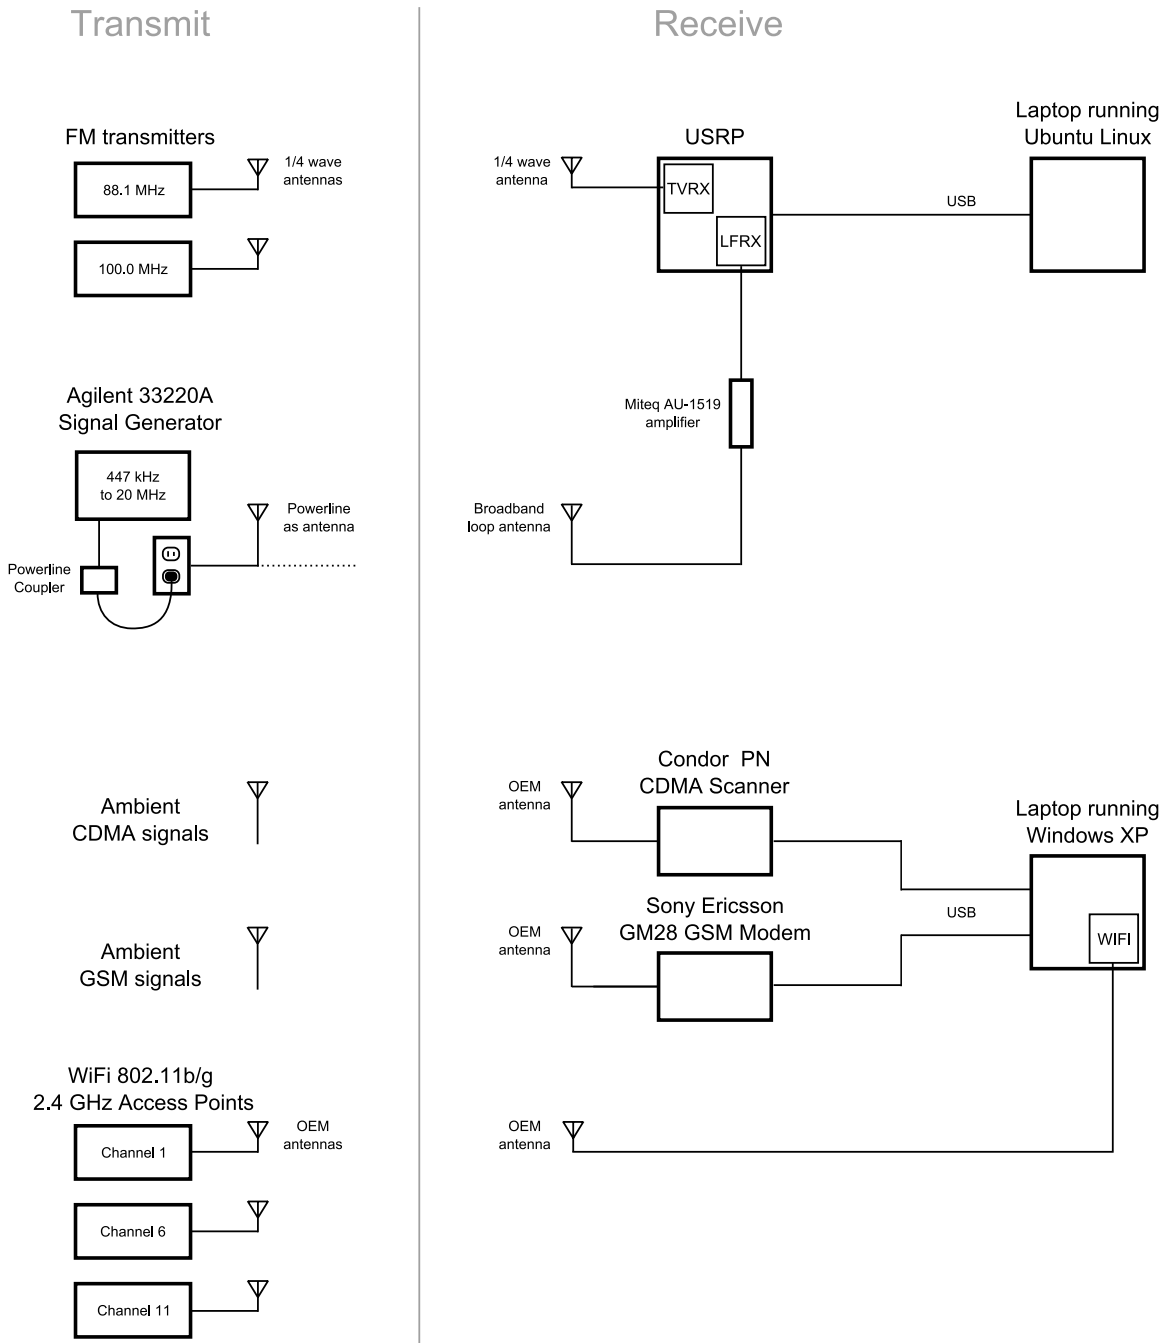 Transmit
Receive
FM transmitters
88.1 MHz
1/4 wave
antennas
100.0 MHz
1/4 wave
antenna
USRP
TVRX
LFRX
USB
Laptop running
Ubuntu Linux
Agilent 33220A
Signal Generator
447 kHz
to 20 MHz
Powerline
as antenna
Powerline
Coupler
Miteq AU-1519
amplifier
Broadband
loop antenna
Ambient
CDMA signals
OEM
antenna
Condor PN
CDMA Scanner
Laptop running
Windows XP
USB
WIFI
Ambient
GSM signals
OEM
antenna
Sony Ericsson
GM28 GSM Modem
WiFi 802.11b/g
2.4 GHz Access Points
Channel 1
OEM
antennas
OEM
antenna
Channel 6
Channel 11